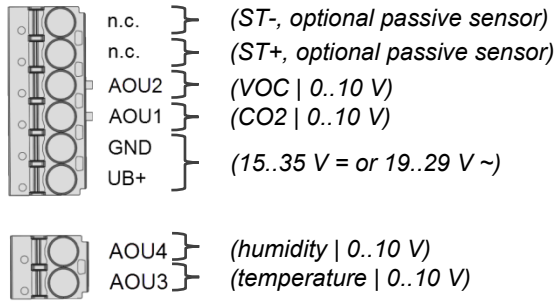 n.c. (ST-, optional passive sensor)
n.c. (ST+, optional passive sensor)
AOU2 (VOC | 0..10 V)
AOU1 (CO2 | 0..10 V)
GND
UB+
(15..35 V = or 19..29 V ~)
AOU4 (humidity | 0..10 V)
AOU3 (temperature | 0..10 V)